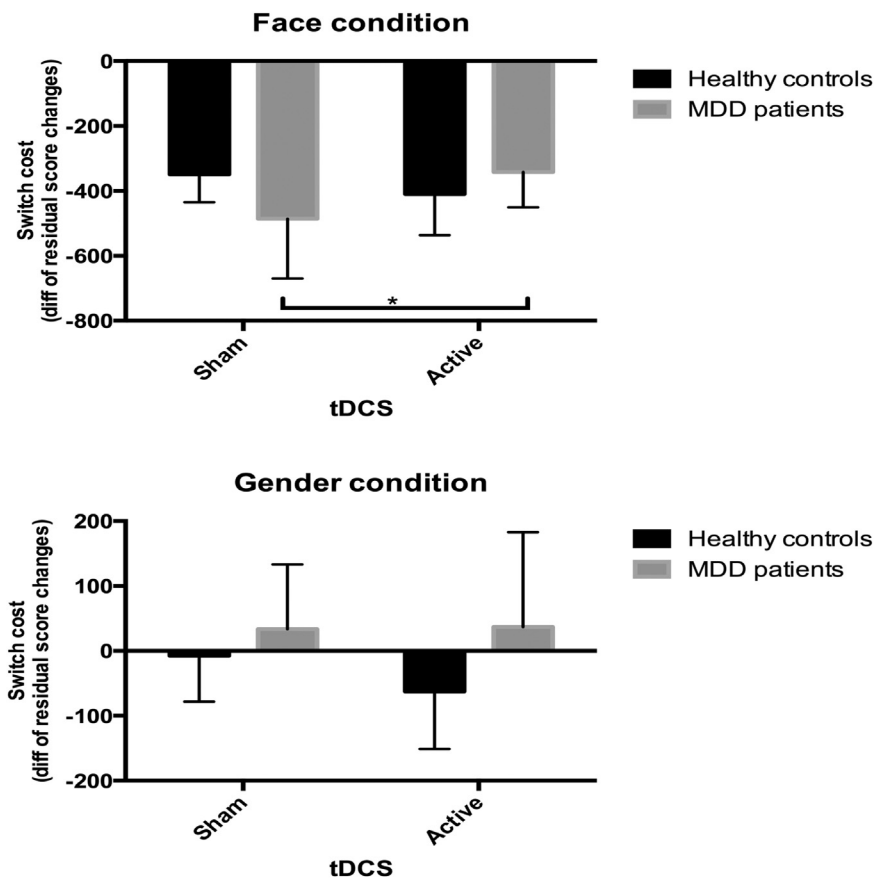 Face condition
Switch cost
(diff of residual score changes)
0
-200
-400
-600
-800
*
Sham
Active
tDCS
Healthy controls
MDD patients
Gender condition
Switch cost
(diff of residual score changes)
200
100
0
-100
-200
Sham
Active
tDCS
Healthy controls
MDD patients